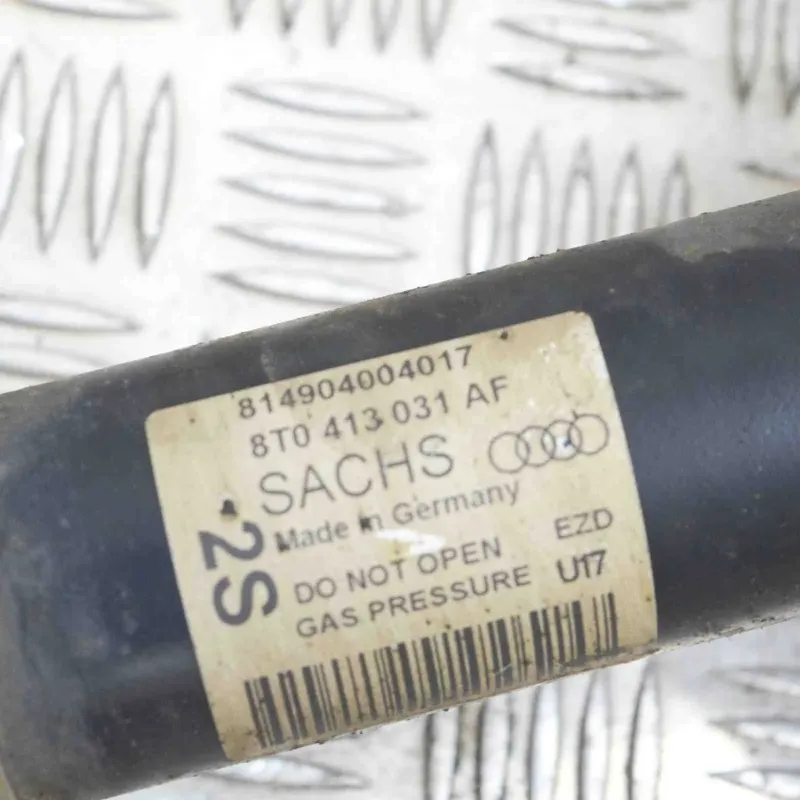 814904004017
8T0 413 031 AF
SACHS
Made in Germany
2S
DO NOT OPEN
GAS PRESSURE
EZD
U17